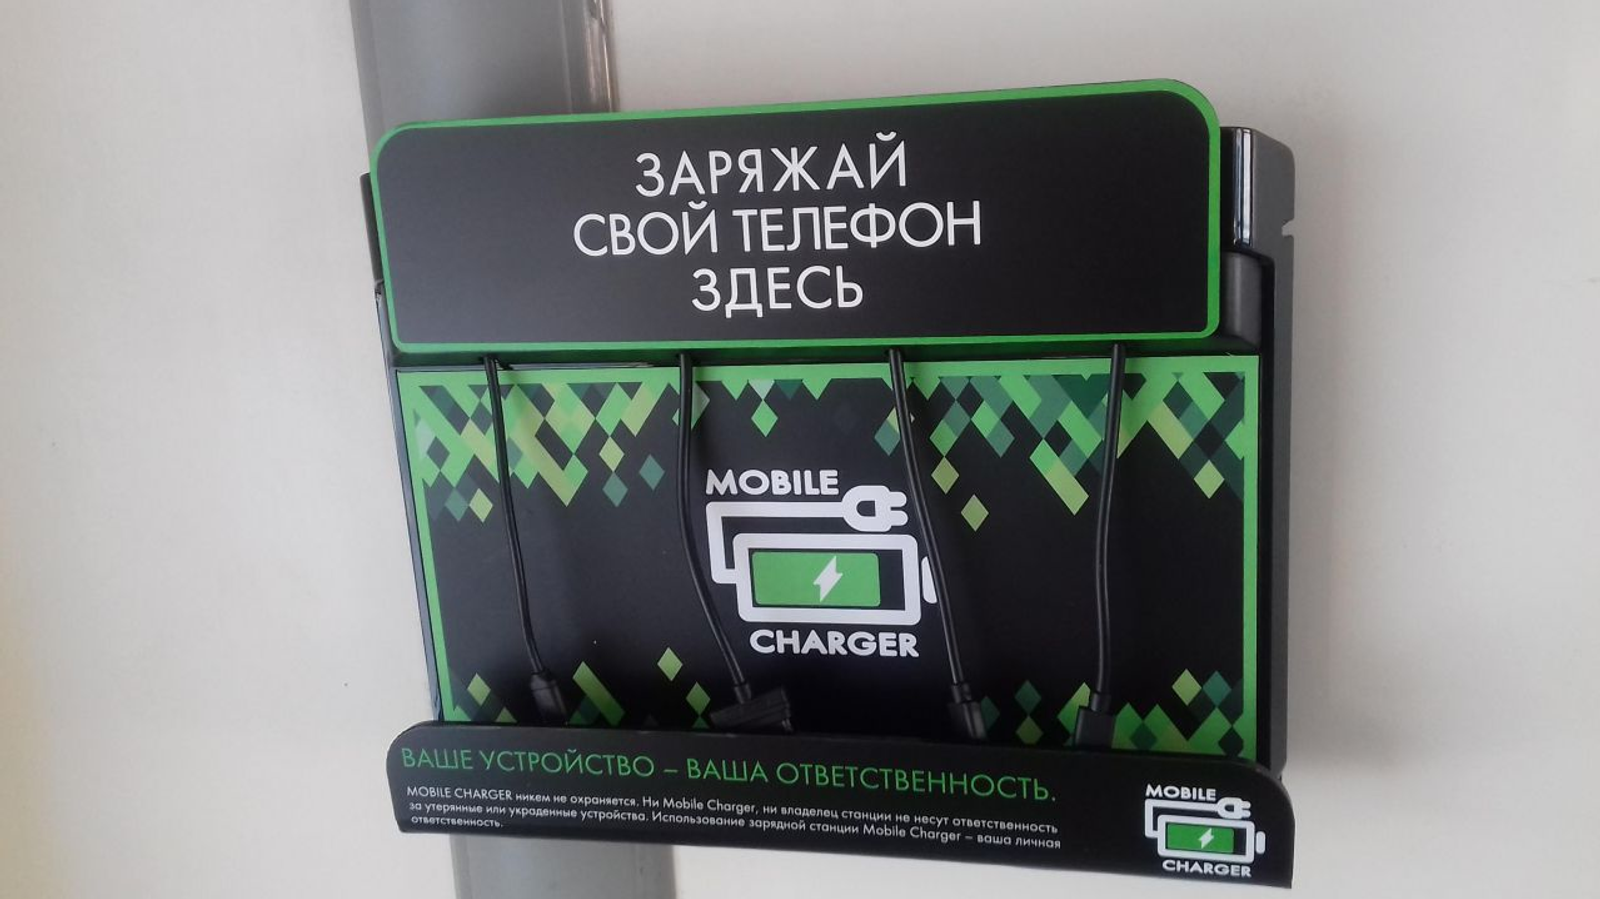 ЗАРЯЖАЙ
СВОЙ ТЕЛЕФОН
ЗДЕСЬ
MOBILE
CHARGER
ВАШЕ УСТРОЙСТВО – ВАША ОТВЕТСТВЕННОСТЬ.
MOBILE CHARGER никем не охраняется. Ни Mobile Charger, ни владелец станции не несут ответственность
за утерянные или украденные устройства. Использование зарядной станции Mobile Charger – ваша личная
ответственность.
MOBILE
CHARGER